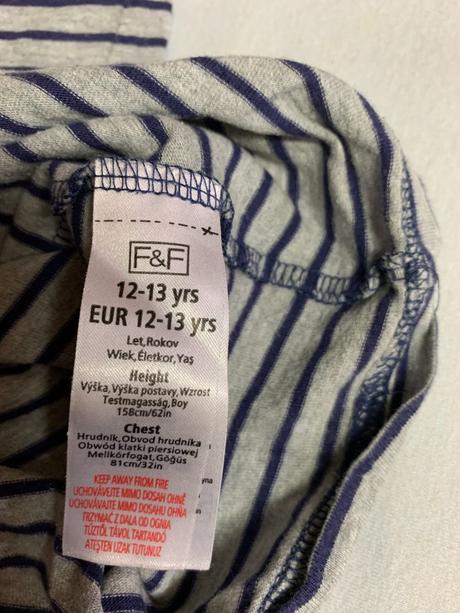 F&F
12-13 yrs
EUR 12-13 yrs
Let,Rokov
Wiek,Életkor,Yaş
Height
Výška,Výška postavy,Wzrost
Testmagasság,Boy
158cm/62in
Chest
Hrudník,Obvod hrudníka
Obwód klatki piersiowej
Mellkőrfogat,Göğüs
81cm/32in
KEEP AWAY FROM FIRE
UCHOVÁVEJTE MIMO DOSAH OHNĚ
UCHOVÁVAJTE MIMO DOSAHU OHŇA
TRZYMAĆ Z DALA OD OGNIA
TŰZTŐL TÁVOL TARTANDÓ
ATEŞTEN UZAK TUTUNUZ